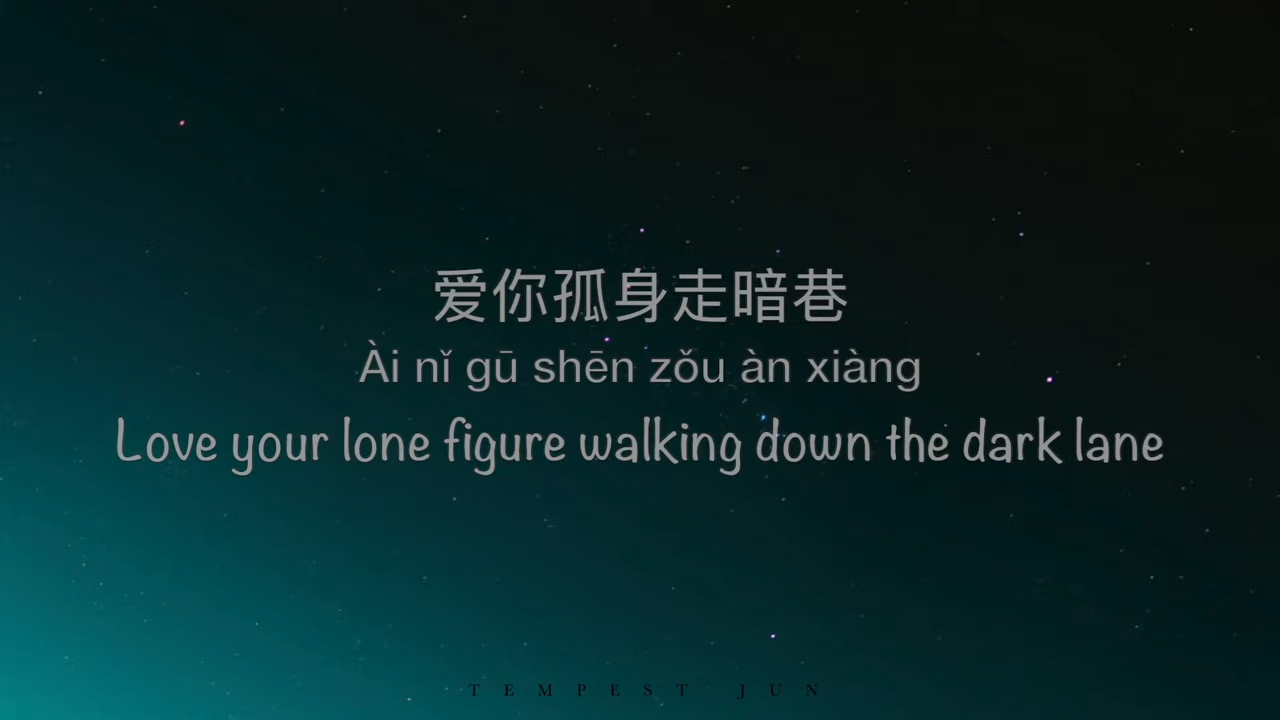 爱你孤身走暗巷
Ài nǐ gū shēn zǒu àn xiàng
Love your lone figure walking down the dark lane
TEMPEST JUN